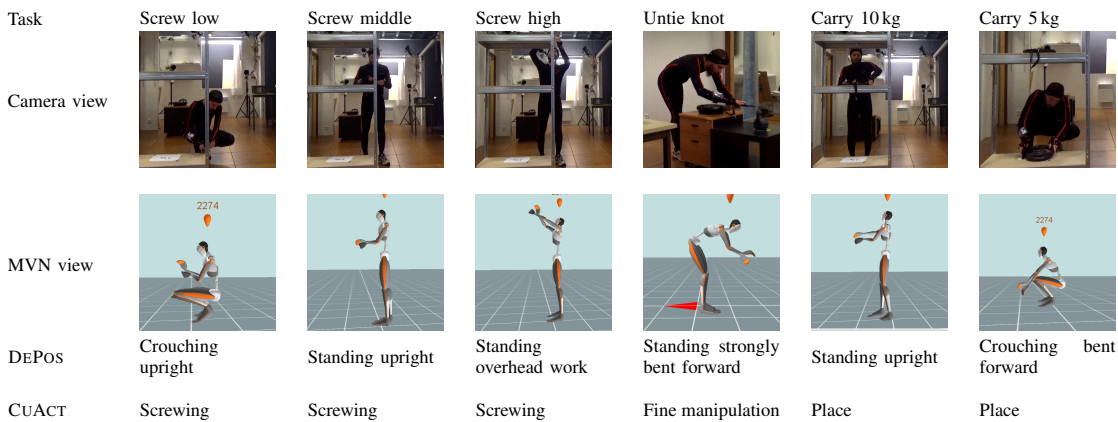 Task Screw low Screw middle Screw high Untie knot Carry 10 kg Carry 5 kg
Camera view
2274
2274
MVN view
DEPOS Crouching upright Standing upright Standing overhead work Standing strongly bent forward Standing upright Crouching bent forward
CUACT Screwing Screwing Screwing Fine manipulation Place Place